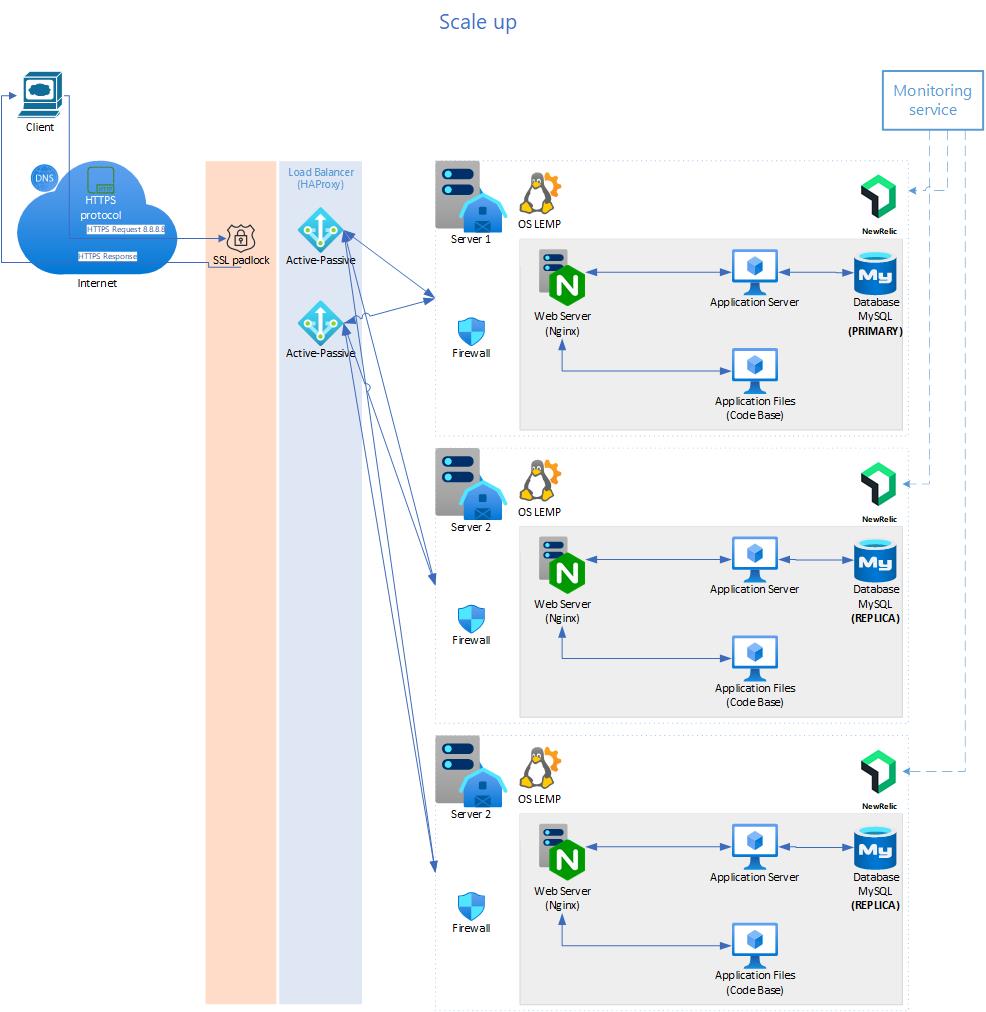 Scale up
Client
Monitoring
service
DNS
HTTP
HTTPS
protocol
HTTPS Request 8.8.8.8
HTTPS Response
Internet
SSL padlock
Load Balancer
(HAProxy)
Active-Passive
Active-Passive
Server 1
OS LEMP
NewRelic
Firewall
Web Server
(Nginx)
Application Server
My
Database
MySQL
(PRIMARY)
Application Files
(Code Base)
Server 2
OS LEMP
NewRelic
Firewall
Web Server
(Nginx)
Application Server
My
Database
MySQL
(REPLICA)
Application Files
(Code Base)
Server 2
OS LEMP
NewRelic
Firewall
Web Server
(Nginx)
Application Server
My
Database
MySQL
(REPLICA)
Application Files
(Code Base)